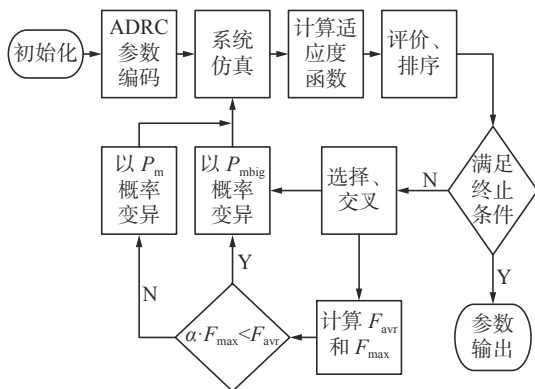 初始化
ADRC
参数
编码
系统
仿真
计算适
应度
函数
评价、
排序
以 Pm
概率
变异
以 Pmbig
概率
变异
选择、
交叉
N
满足
终止
条件
Y
N
Y
α·Fmax<Favr
计算 Favr
和 Fmax
参数
输出